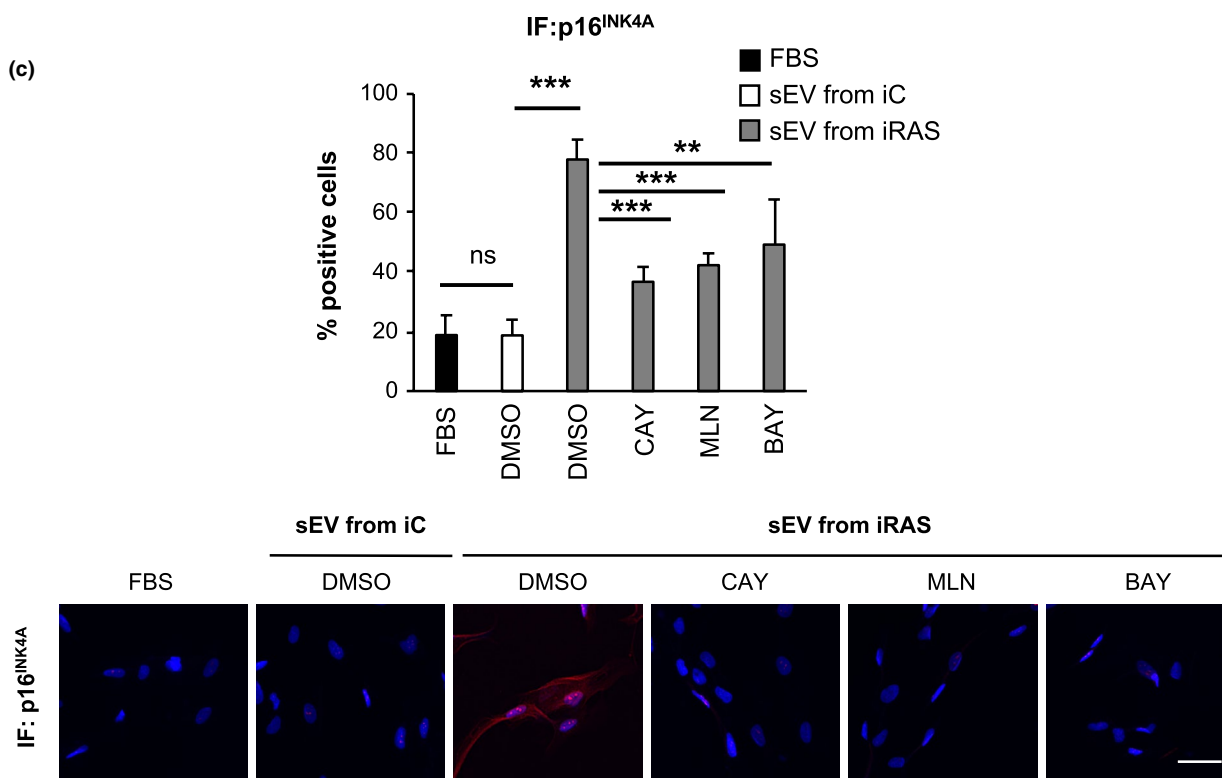 (c)
IF:p16INK4A
FBS
sEV from iC
sEV from iRAS
% positive cells
100
80
60
40
20
0
***
**
***
***
ns
FBS
DMSO
DMSO
CAY
MLN
BAY
sEV from iC
sEV from iRAS
FBS
DMSO
DMSO
CAY
MLN
BAY
IF: p16INK4A